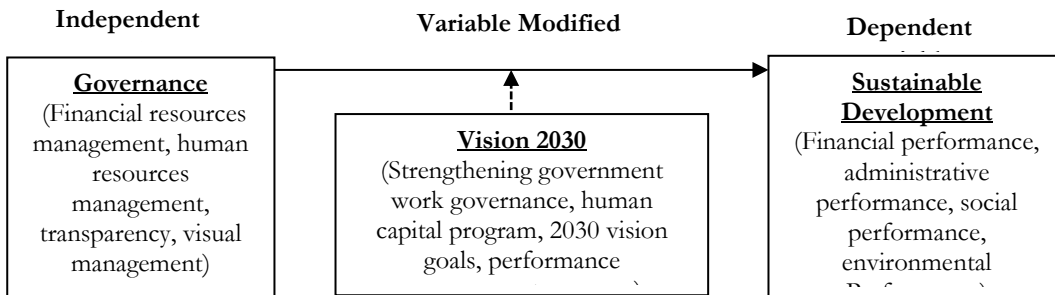 Independent
Variable Modified
Dependent
Governance
(Financial resources
management, human
resources
management,
transparency, visual
management)
Vision 2030
(Strengthening government
work governance, human
capital program, 2030 vision
goals, performance
Sustainable
Development
(Financial performance,
administrative
performance, social
performance,
environmental